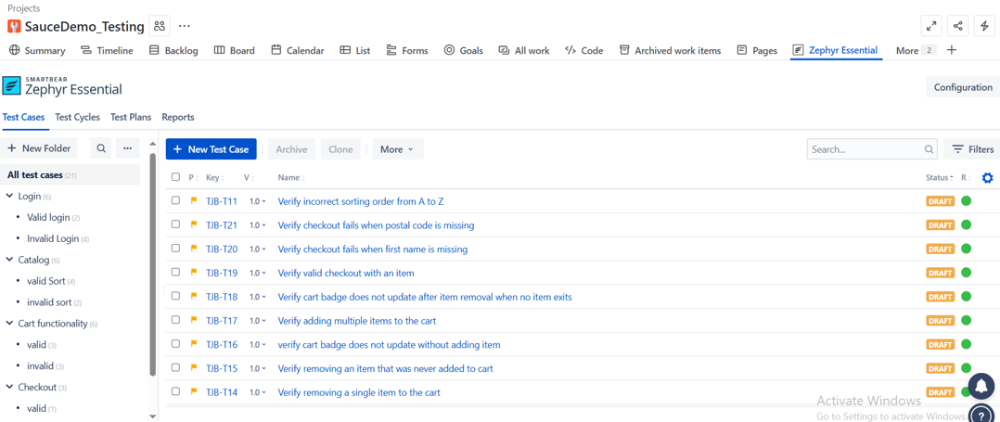 Projects
SauceDemo_Testing
Summary Timeline Backlog Board Calendar List Forms Goals All work Code Archived work items Pages Zephyr Essential More 2
SMARTBEAR
Zephyr Essential
Configuration
Test Cases Test Cycles Test Plans Reports
New Folder
New Test Case Archive Clone More Search... Filters
All test cases (21)
P Key V Name Status R
Login (6)
Valid login (2)
Invalid Login (4)
Catalog (6)
valid Sort (4)
invalid sort (2)
Cart functionality (6)
valid (3)
invalid (3)
Checkout (3)
valid (1)
TJB-T11 1.0 Verify incorrect sorting order from A to Z DRAFT
TJB-T21 1.0 Verify checkout fails when postal code is missing DRAFT
TJB-T20 1.0 Verify checkout fails when first name is missing DRAFT
TJB-T19 1.0 Verify valid checkout with an item DRAFT
TJB-T18 1.0 Verify cart badge does not update after item removal when no item exits DRAFT
TJB-T17 1.0 Verify adding multiple items to the cart DRAFT
TJB-T16 1.0 verify cart badge does not update without adding item DRAFT
TJB-T15 1.0 Verify removing an item that was never added to cart DRAFT
TJB-T14 1.0 Verify removing a single item to the cart DRAFT
Activate Windows
Go to Settings to activate Windows.
?